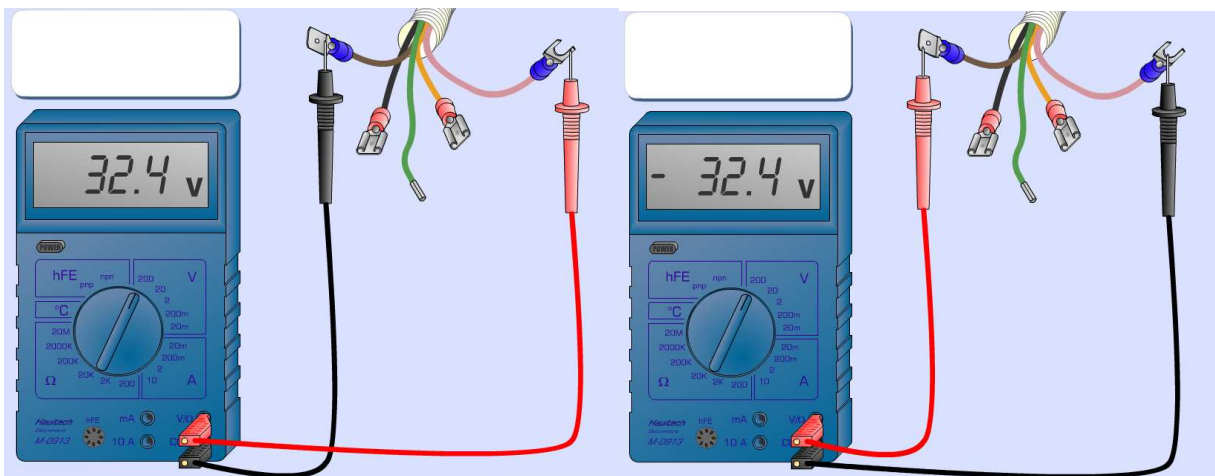 32.4 V
POWER
hFE pnp npn 200 V
20
2
200m
20m
°C
20M
2000K
200K
Ω 20K 2K 200
20m
200m
2
10 A
Hauitech
M-0913
hFE mA V/Ω
10 A
- 32.4 V
POWER
hFE pnp npn 200 V
20
2
200m
20m
°C
20M
2000K
200K
Ω 20K 2K 200
20m
200m
2
10 A
Hauitech
M-0913
hFE mA V/Ω
10 A